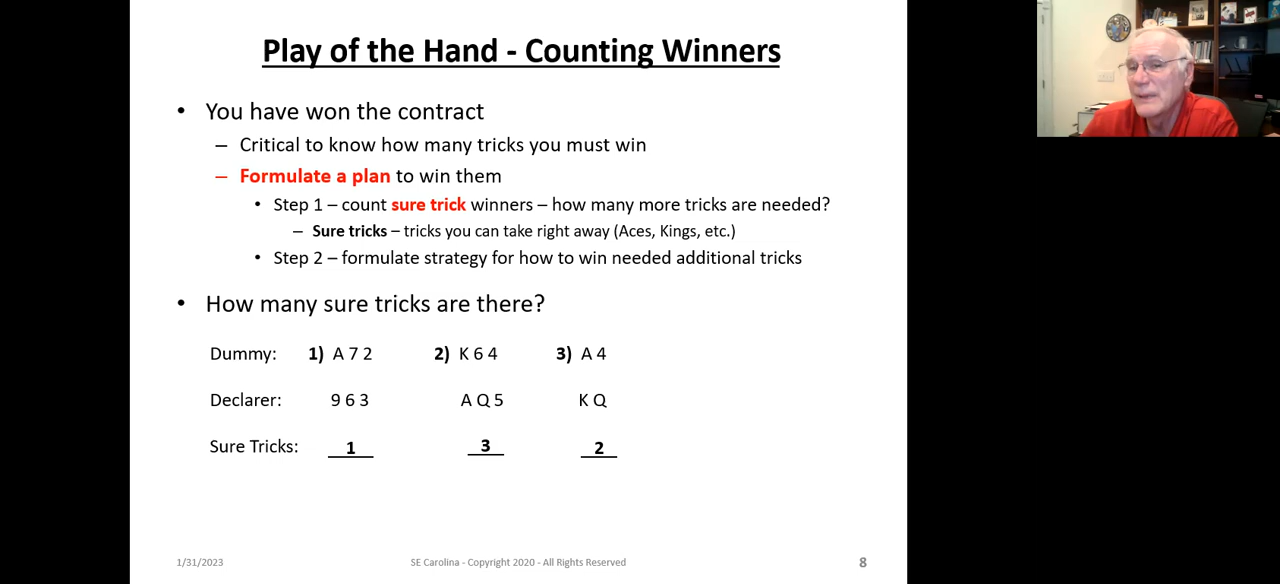 Play of the Hand - Counting Winners
• You have won the contract
– Critical to know how many tricks you must win
– Formulate a plan to win them
• Step 1 – count sure trick winners – how many more tricks are needed?
– Sure tricks – tricks you can take right away (Aces, Kings, etc.)
• Step 2 – formulate strategy for how to win needed additional tricks
• How many sure tricks are there?
Dummy: 1) A 7 2 2) K 6 4 3) A 4
Declarer: 9 6 3 A Q 5 K Q
Sure Tricks: 1 3 2
1/31/2023 SE Carolina - Copyright 2020 - All Rights Reserved 8